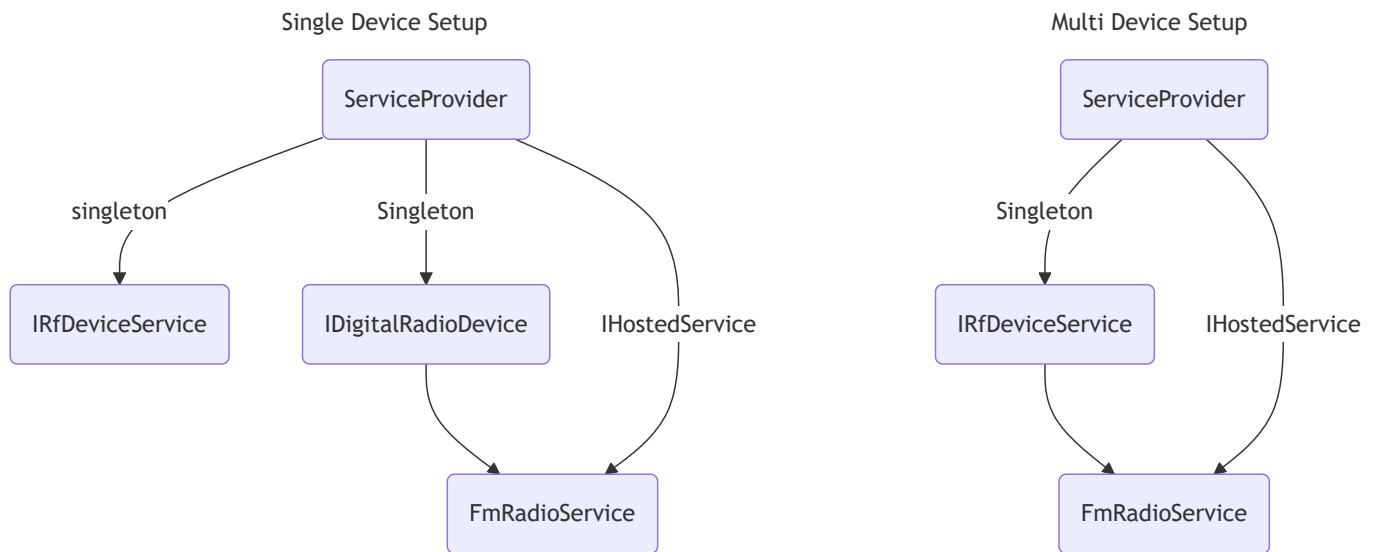 Single Device Setup
ServiceProvider
singleton
Singleton
IRfDeviceService
IDigitalRadioDevice
IHostedService
FmRadioService
Multi Device Setup
ServiceProvider
Singleton
IRfDeviceService
IHostedService
FmRadioService